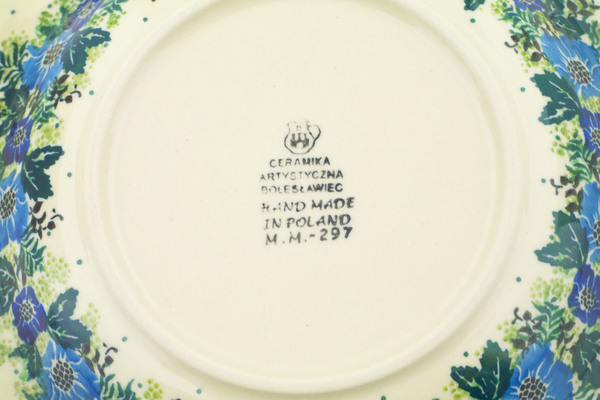 CERAMIKA
ARTYSTYCZNA
BOLESŁAWIEC
HAND MADE
IN POLAND
M.M.-297